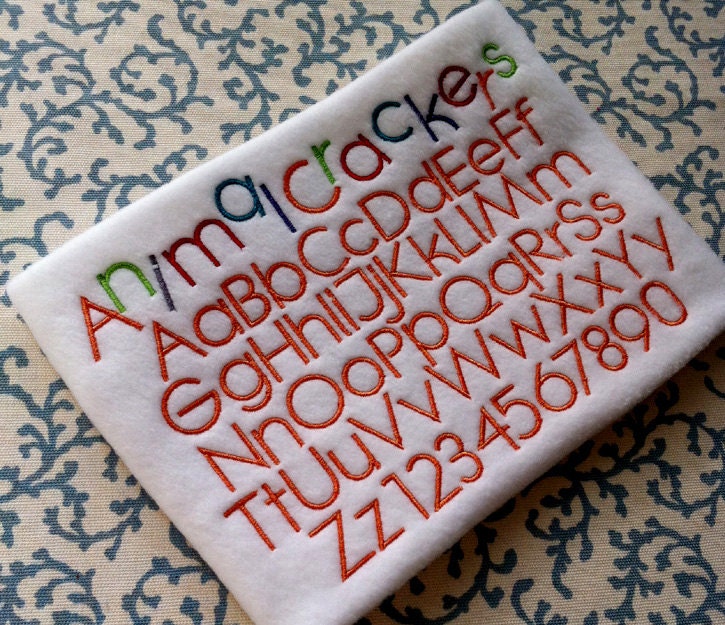 Animalcrackers
AaBbCcDdEeFf
GgHhIiJjKkLlMm
NnOoPpQqRrSs
TtUuVvWwXxYy
Zz1234567890